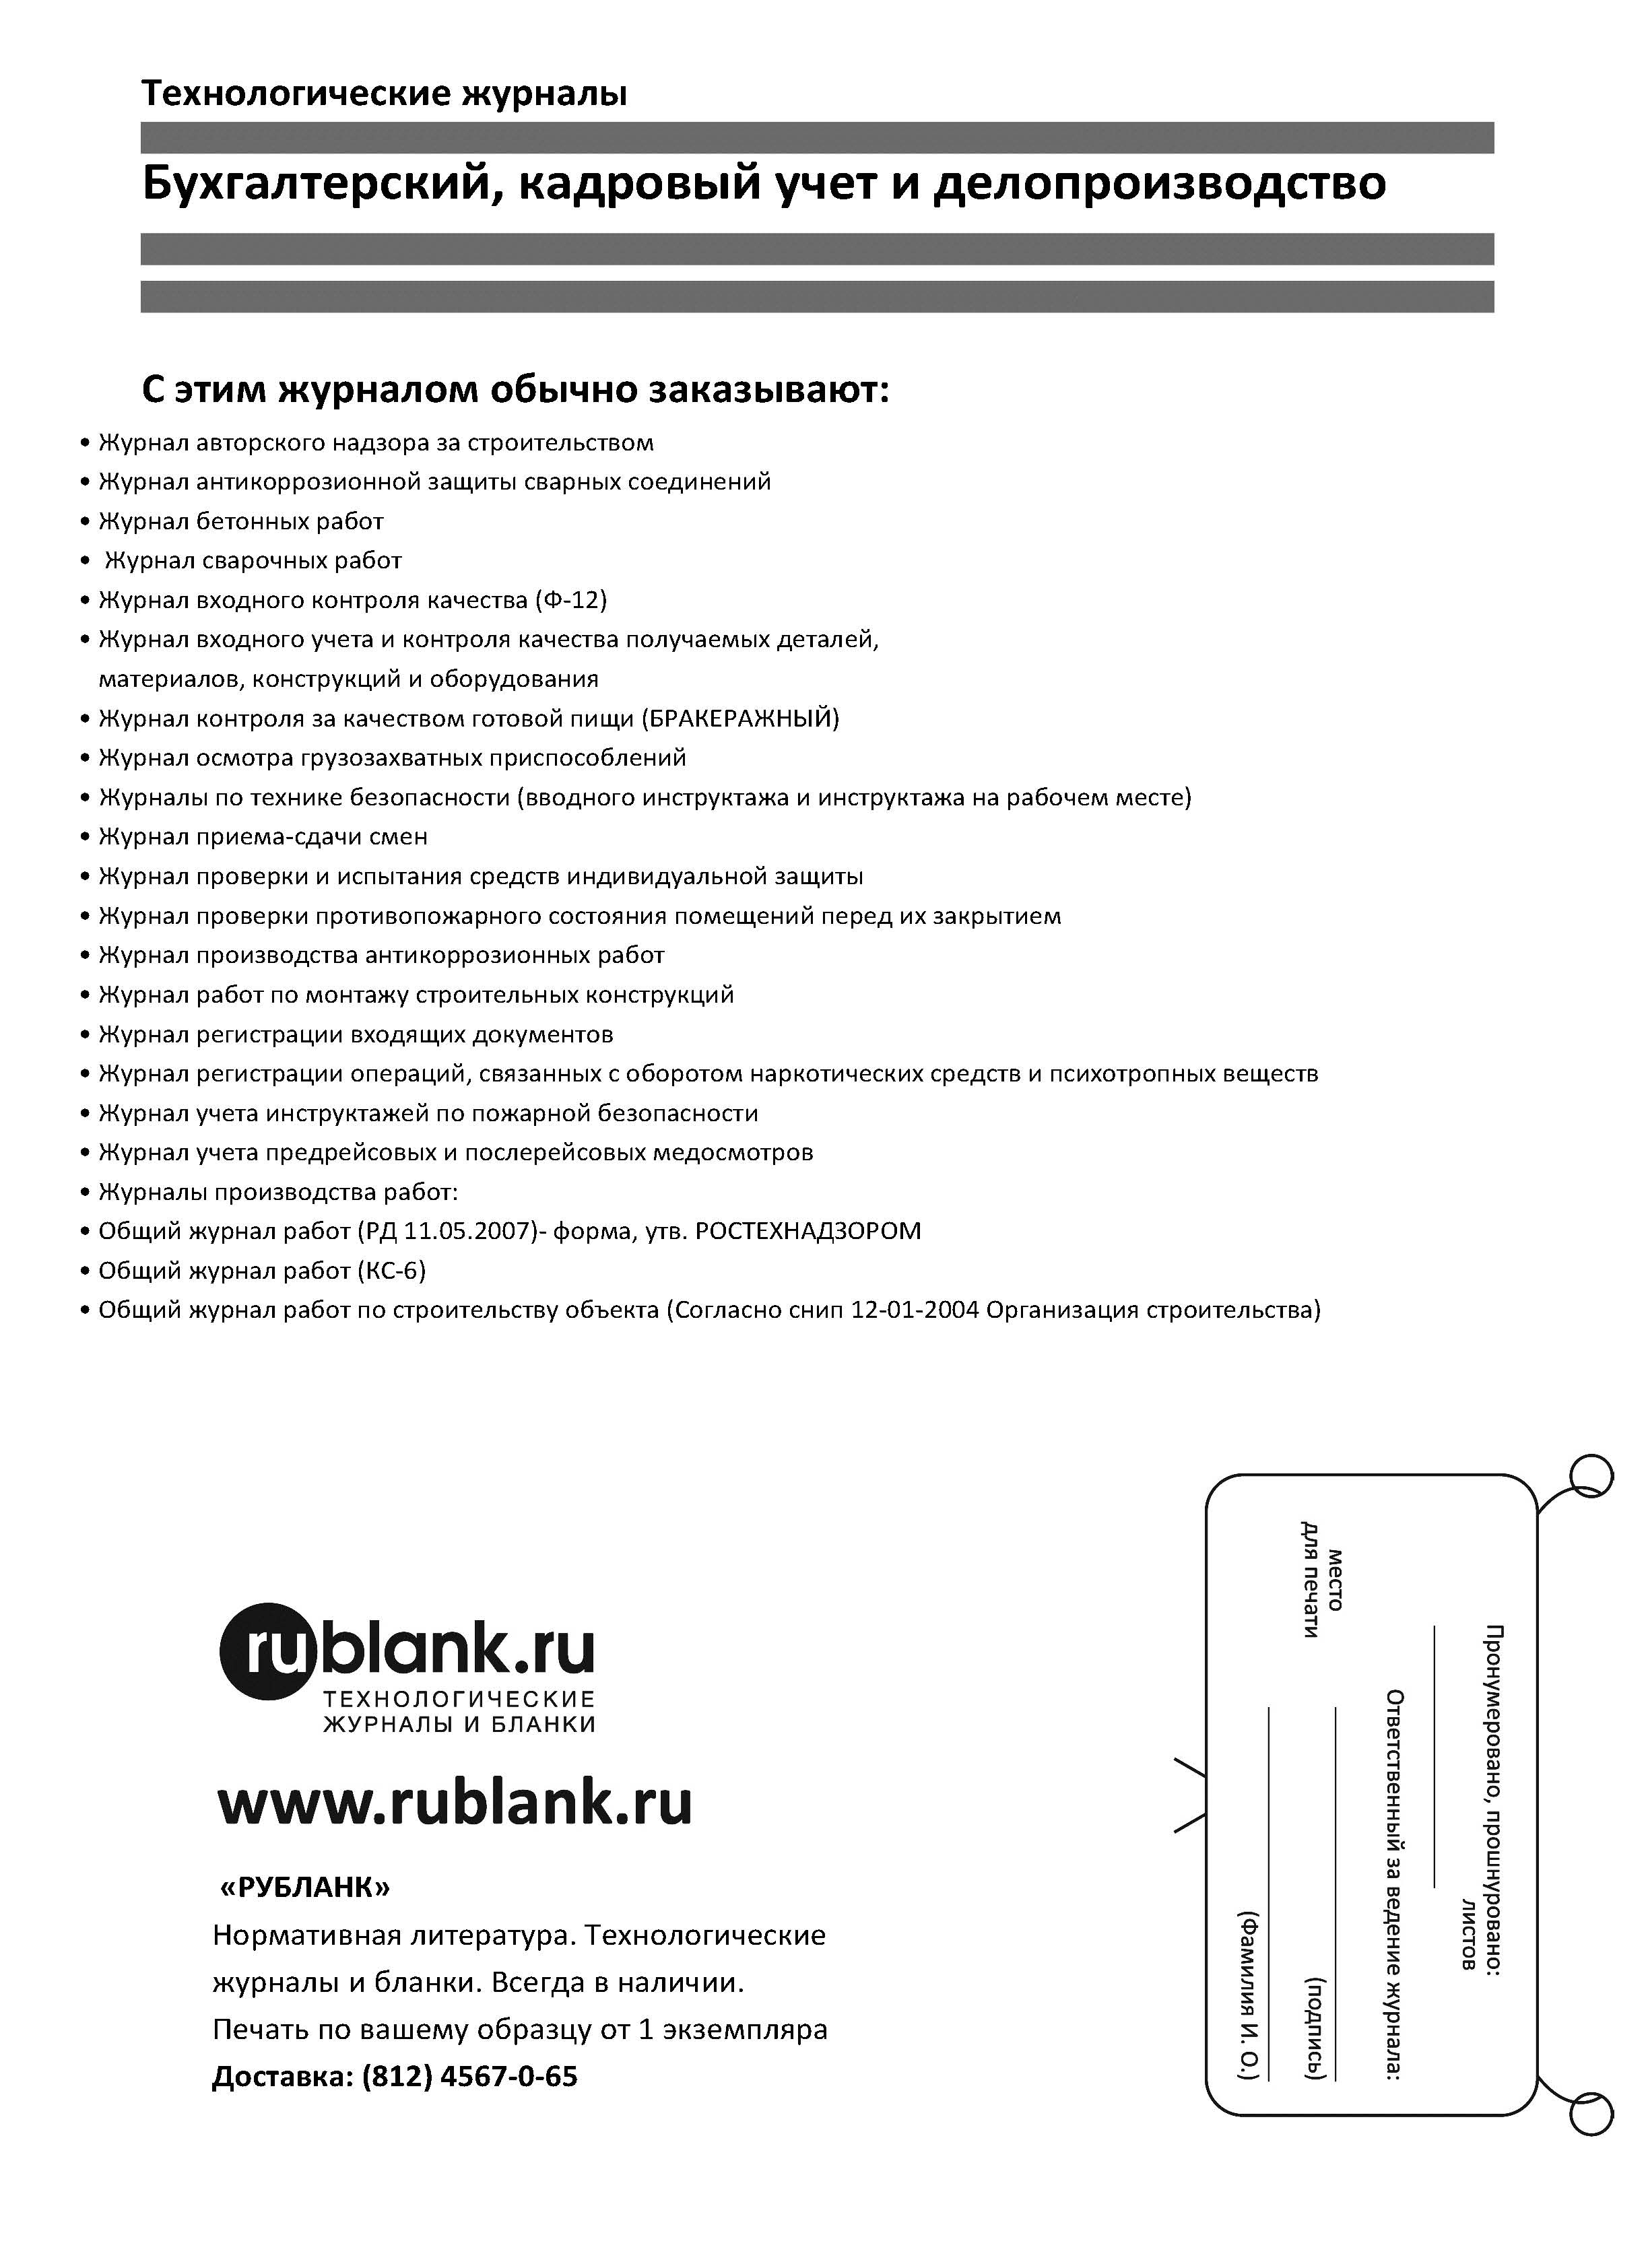 Технологические журналы
Бухгалтерский, кадровый учет и делопроизводство
С этим журналом обычно заказывают:
• Журнал авторского надзора за строительством
• Журнал антикоррозионной защиты сварных соединений
• Журнал бетонных работ
• Журнал сварочных работ
• Журнал входного контроля качества (Ф-12)
• Журнал входного учета и контроля качества получаемых деталей,
материалов, конструкций и оборудования
• Журнал контроля за качеством готовой пищи (БРАКЕРАЖНЫЙ)
• Журнал осмотра грузозахватных приспособлений
• Журналы по технике безопасности (вводного инструктажа и инструктажа на рабочем месте)
• Журнал приема-сдачи смен
• Журнал проверки и испытания средств индивидуальной защиты
• Журнал проверки противопожарного состояния помещений перед их закрытием
• Журнал производства антикоррозионных работ
• Журнал работ по монтажу строительных конструкций
• Журнал регистрации входящих документов
• Журнал регистрации операций, связанных с оборотом наркотических средств и психотропных веществ
• Журнал учета инструктажей по пожарной безопасности
• Журнал учета предрейсовых и послерейсовых медосмотров
• Журналы производства работ:
• Общий журнал работ (РД 11.05.2007)- форма, утв. РОСТЕХНАДЗОРОМ
• Общий журнал работ (КС-6)
• Общий журнал работ по строительству объекта (Согласно снип 12-01-2004 Организация строительства)
rublank.ru
ТЕХНОЛОГИЧЕСКИЕ
ЖУРНАЛЫ И БЛАНКИ
www.rublank.ru
«РУБЛАНК»
Нормативная литература. Технологические
журналы и бланки. Всегда в наличии.
Печать по вашему образцу от 1 экземпляра
Доставка: (812) 4567-0-65
Пронумеровано, прошнуровано:
листов
Ответственный за ведение журнала:
место
для печати
(подпись)
(Фамилия И. О.)